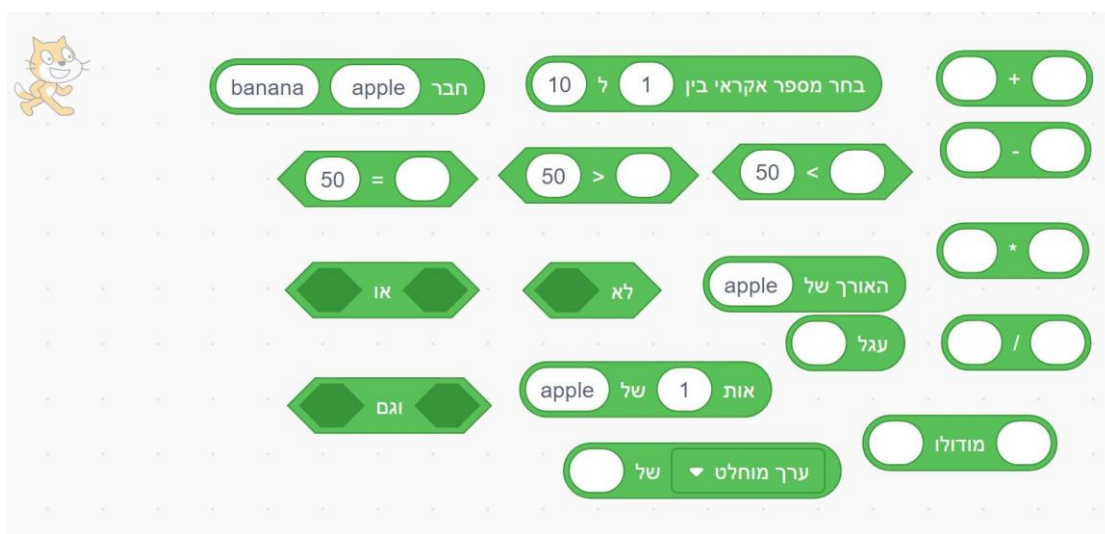 +
בחר מספר אקראי בין 1 ל 10
חבר apple banana
-
50 <
50 >
50 =
*
האורך של apple
לא
או
/
עגל
אות 1 של apple
וגם
מודולו
ערך מוחלט של